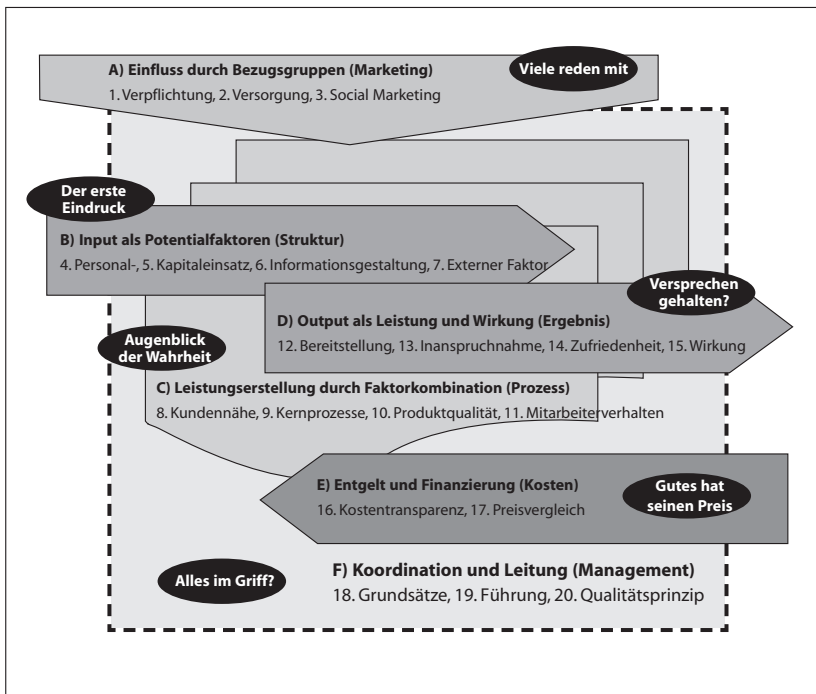 A) Einfluss durch Bezugsgruppen (Marketing)
Viele reden mit
1. Verpflichtung, 2. Versorgung, 3. Social Marketing
Der erste
Eindruck
B) Input als Potentialfaktoren (Struktur)
4. Personal-, 5. Kapitaleinsatz, 6. Informationsgestaltung, 7. Externer Faktor
Versprechen
gehalten?
D) Output als Leistung und Wirkung (Ergebnis)
12. Bereitstellung, 13. Inanspruchnahme, 14. Zufriedenheit, 15. Wirkung
Augenblick
der Wahrheit
C) Leistungserstellung durch Faktorkombination (Prozess)
8. Kundennähe, 9. Kernprozesse, 10. Produktqualität, 11. Mitarbeiterverhalten
E) Entgelt und Finanzierung (Kosten)
16. Kostentransparenz, 17. Preisvergleich
Gutes hat
seinen Preis
Alles im Griff?
F) Koordination und Leitung (Management)
18. Grundsätze, 19. Führung, 20. Qualitätsprinzip